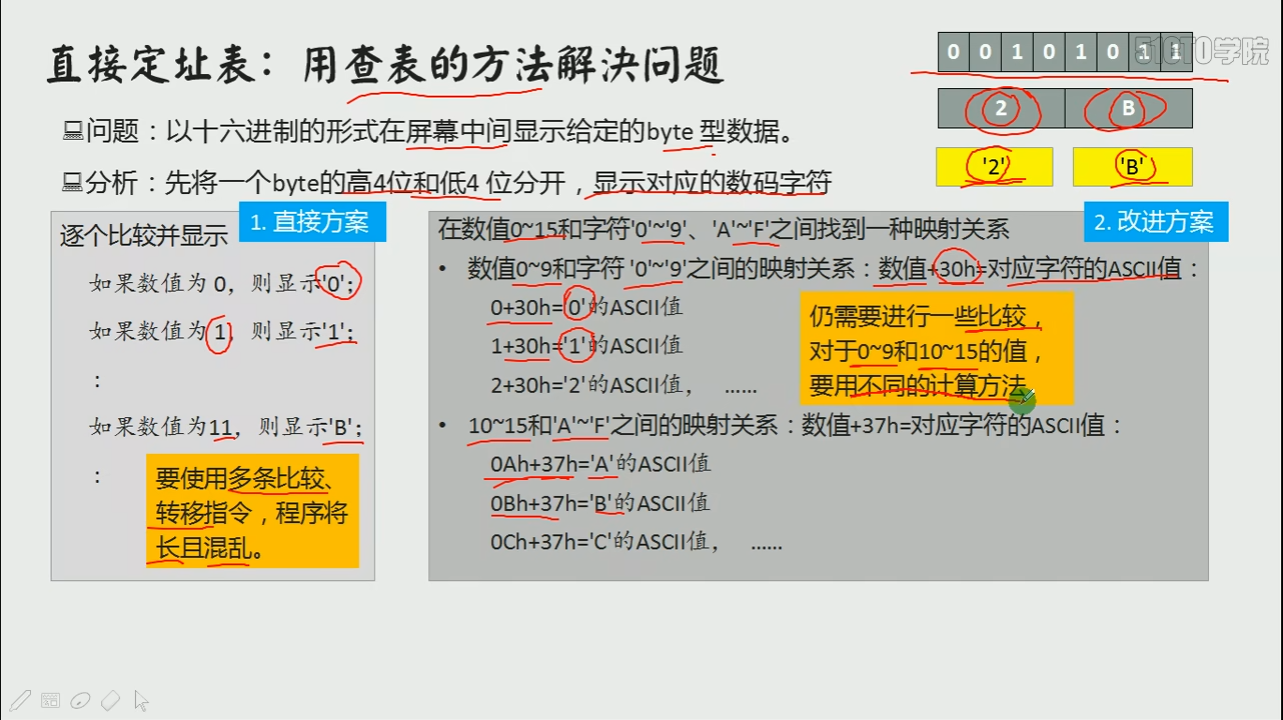 直接定址表：用查表的方法解决问题
0 0 1 0 1 0 1 1
51CTO学院
2 B
'2' 'B'
问题：以十六进制的形式在屏幕中间显示给定的byte 型数据。
分析：先将一个byte的高4位和低4 位分开，显示对应的数码字符
1. 直接方案
逐个比较并显示
如果数值为 0，则显示'0'；
如果数值为 1，则显示'1'；
：
如果数值为11，则显示'B'；
：
要使用多条比较、
转移指令，程序将
长且混乱。
2. 改进方案
在数值0~15和字符'0'~'9'、'A'~'F'之间找到一种映射关系
• 数值0~9和字符 '0'~'9'之间的映射关系：数值+30h=对应字符的ASCII值：
0+30h='0'的ASCII值
1+30h='1'的ASCII值
2+30h='2'的ASCII值， ……
仍需要进行一些比较，
对于0~9和10~15的值，
要用不同的计算方法。
• 10~15和'A'~'F'之间的映射关系：数值+37h=对应字符的ASCII值：
0Ah+37h='A'的ASCII值
0Bh+37h='B'的ASCII值
0Ch+37h='C'的ASCII值， ……